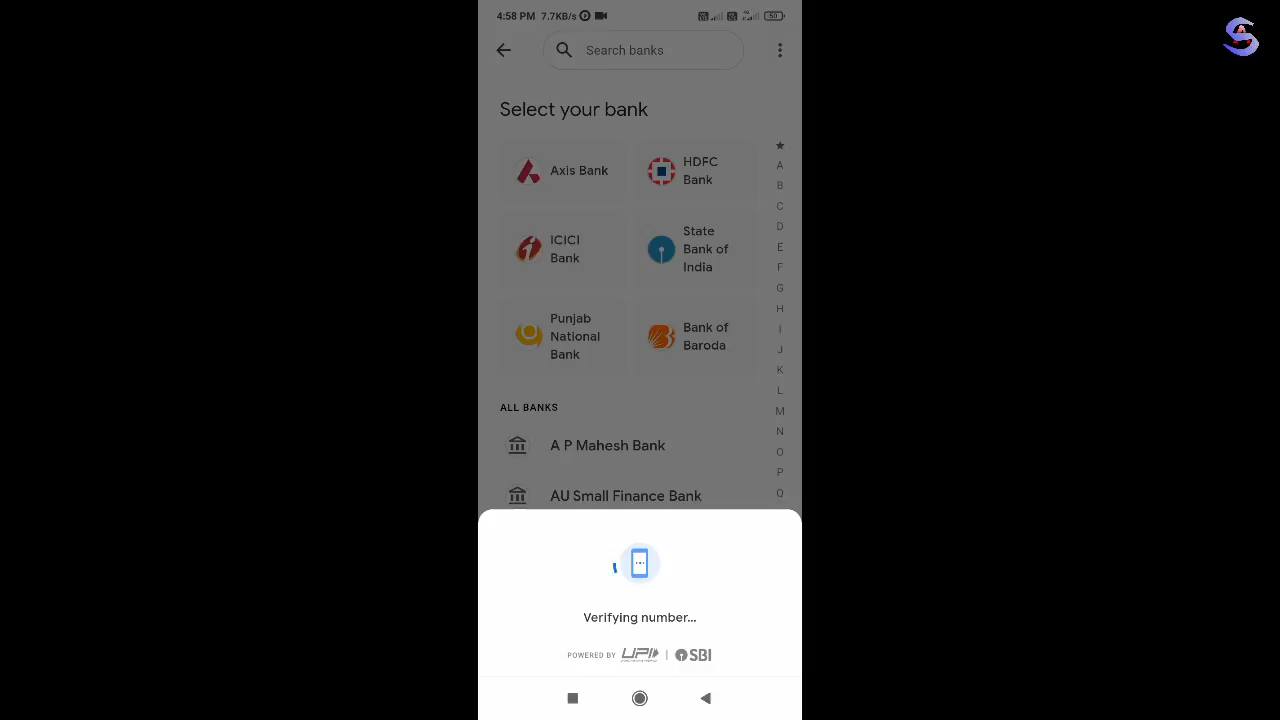 4:58 PM 7.7KB/s 50
Search banks
Select your bank
Axis Bank
HDFC
Bank
ICICI
Bank
State
Bank of
India
Punjab
National
Bank
Bank of
Baroda
ALL BANKS
A P Mahesh Bank
AU Small Finance Bank
A
B
C
D
E
F
G
H
I
J
K
L
M
N
O
P
Q
Verifying number...
POWERED BY UPI | SBI